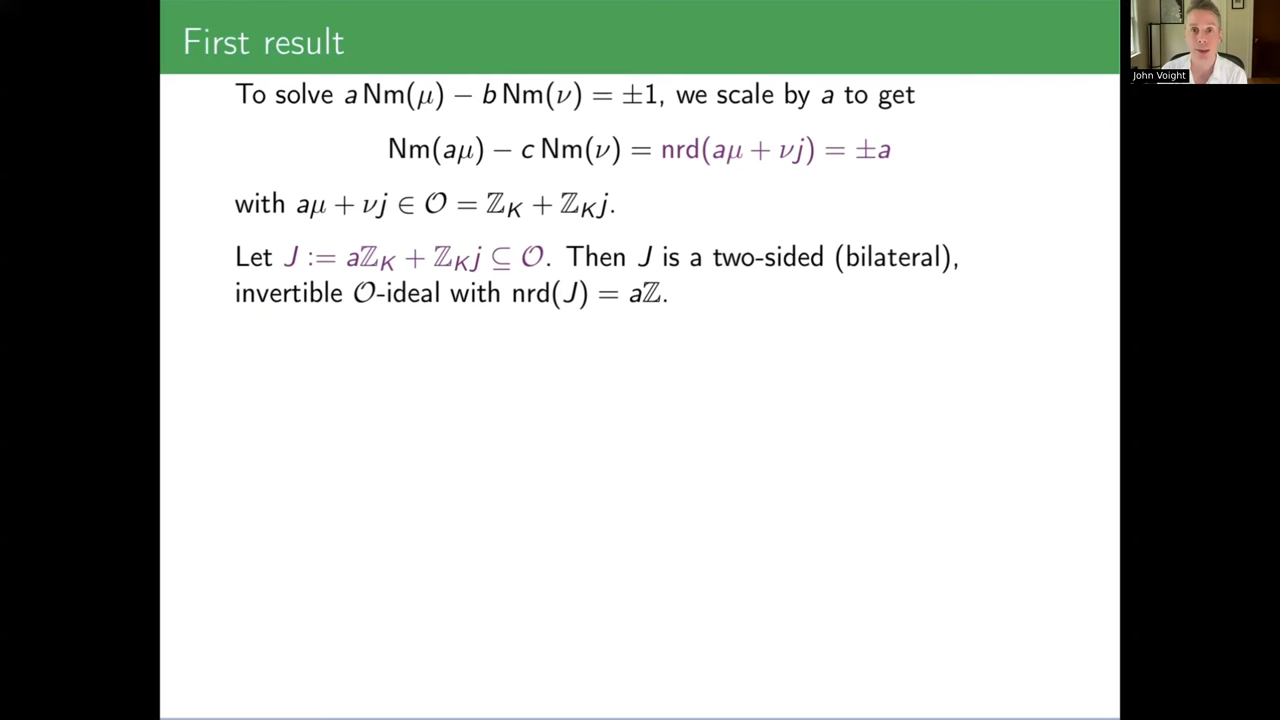 First result
To solve a Nm(μ) − b Nm(ν) = ±1, we scale by a to get
Nm(aμ) − c Nm(ν) = nrd(aμ + νj) = ±a
with aμ + νj ∈ 𝒪 = ℤ_K + ℤ_K j.
Let J := aℤ_K + ℤ_K j ⊆ 𝒪. Then J is a two-sided (bilateral),
invertible 𝒪-ideal with nrd(J) = aℤ.
John Voight